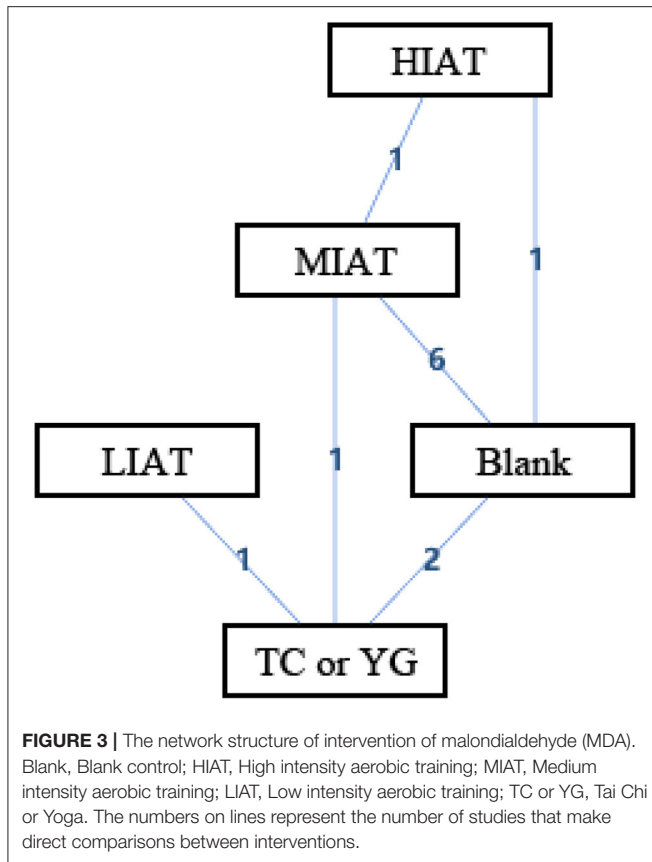 HIAT
1
MIAT
1
6
LIAT
1
Blank
1
2
TC or YG
FIGURE 3 | The network structure of intervention of malondialdehyde (MDA).
Blank, Blank control; HIAT, High intensity aerobic training; MIAT, Medium
intensity aerobic training; LIAT, Low intensity aerobic training; TC or YG, Tai Chi
or Yoga. The numbers on lines represent the number of studies that make
direct comparisons between interventions.